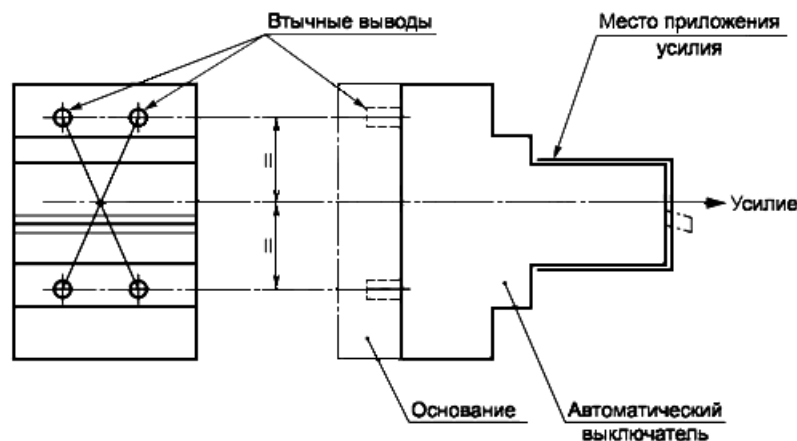 Втычные выводы
Место приложения
усилия
=
=
Усилие
Основание
Автоматический
выключатель